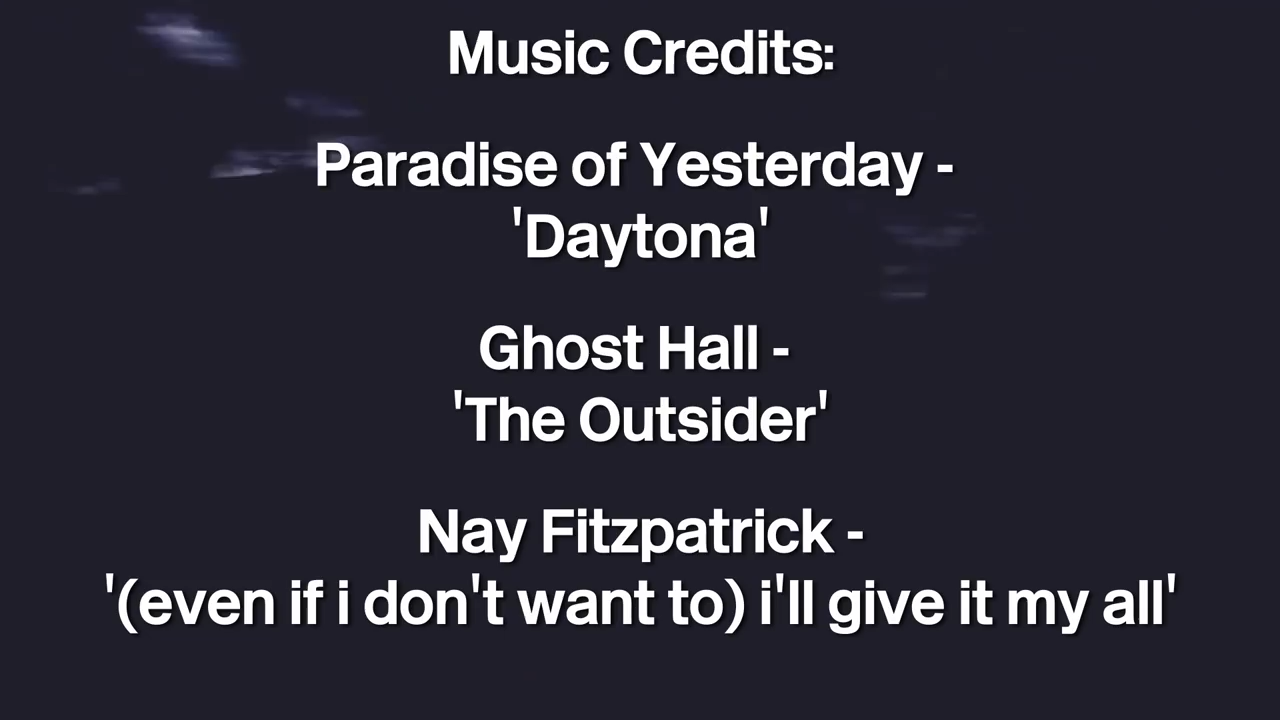 Music Credits:
Paradise of Yesterday -
'Daytona'
Ghost Hall -
'The Outsider'
Nay Fitzpatrick -
'(even if i don't want to) i'll give it my all'